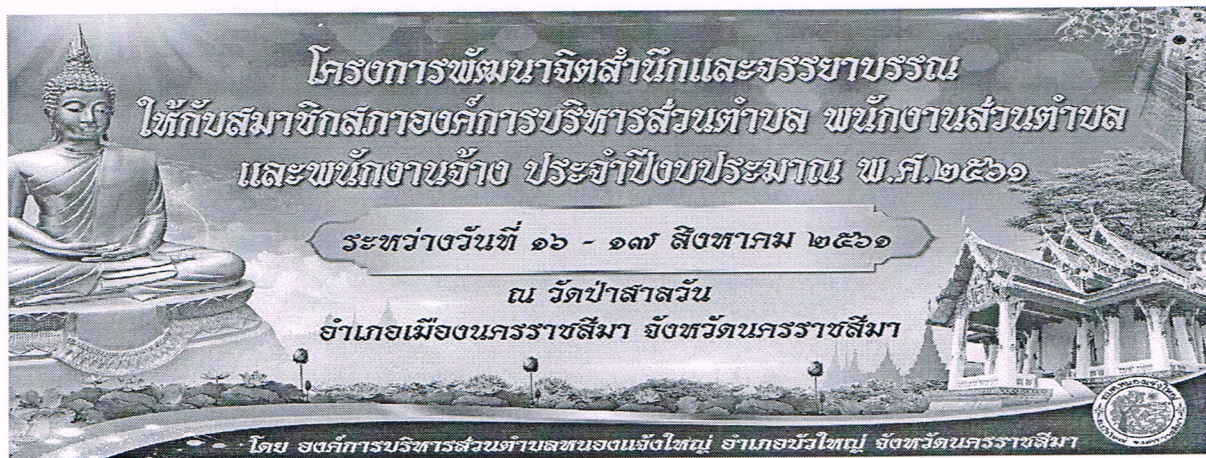 โครงการพัฒนาจิตสำนึกและจรรยาบรรณ
ให้กับสมาชิกสภาองค์การบริหารส่วนตำบล พนักงานส่วนตำบล
และพนักงานจ้าง ประจำปีงบประมาณ พ.ศ.๒๕๖๑
ระหว่างวันที่ ๑๖ - ๑๗ สิงหาคม ๒๕๖๑
ณ วัดป่าสาลวัน
อำเภอเมืองนครราชสีมา จังหวัดนครราชสีมา
โดย องค์การบริหารส่วนตำบลหนองแจ้งใหญ่ อำเภอบัวใหญ่ จังหวัดนครราชสีมา